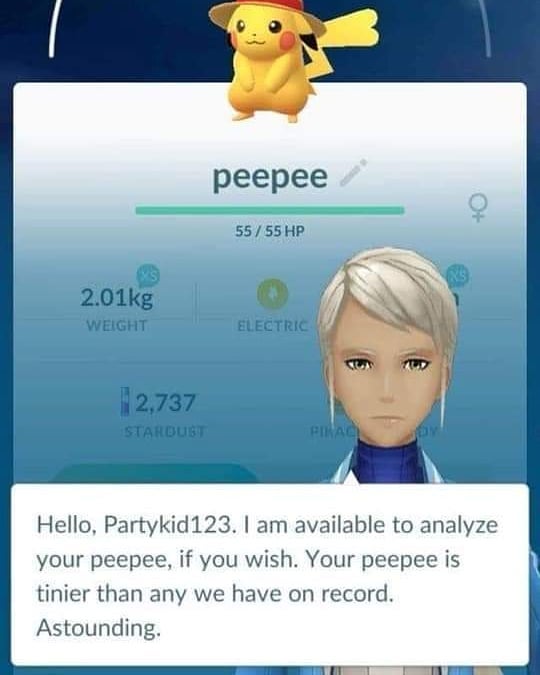 peepee
55 / 55 HP
XS
XS
2.01kg
WEIGHT
ELECTRIC
2,737
STARDUST
Hello, Partykid123. I am available to analyze
your peepee, if you wish. Your peepee is
tinier than any we have on record.
Astounding.